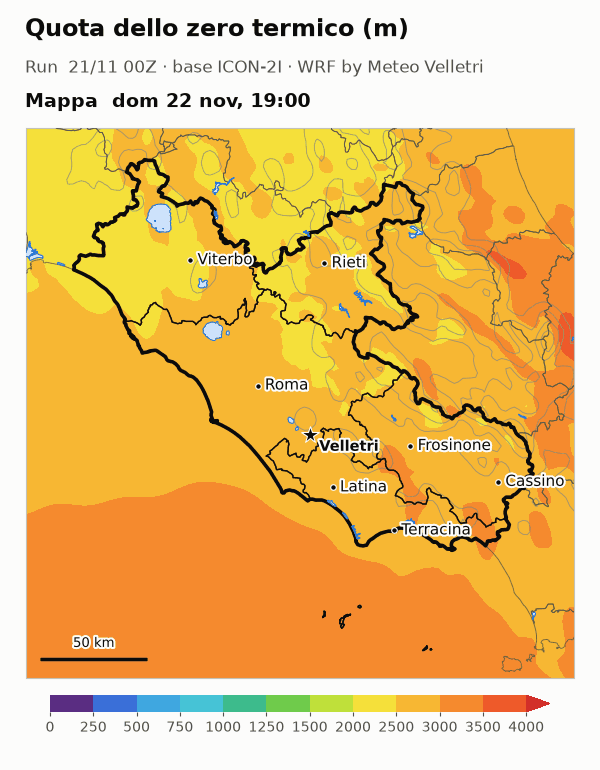 Quota dello zero termico (m)
Run  21/11 00Z · base ICON-2I · WRF by Meteo Velletri
Mappa  dom 22 nov, 19:00
Viterbo
Rieti
Roma
Velletri
Frosinone
Latina
Cassino
Terracina
50 km
0 250 500 750 1000 1250 1500 2000 2500 3000 3500 4000